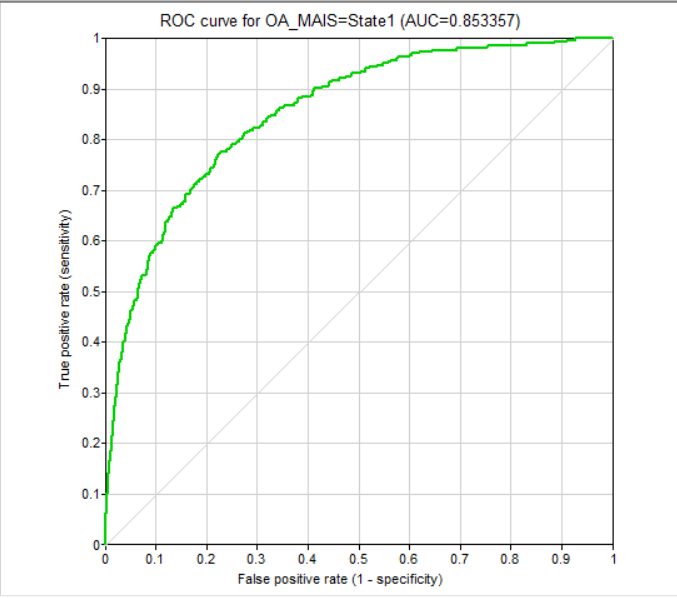 ROC curve for OA_MAIS=State1 (AUC=0.853357)
True positive rate (sensitivity)
1
0.9
0.8
0.7
0.6
0.5
0.4
0.3
0.2
0.1
0
0 0.1 0.2 0.3 0.4 0.5 0.6 0.7 0.8 0.9 1
False positive rate (1 - specificity)